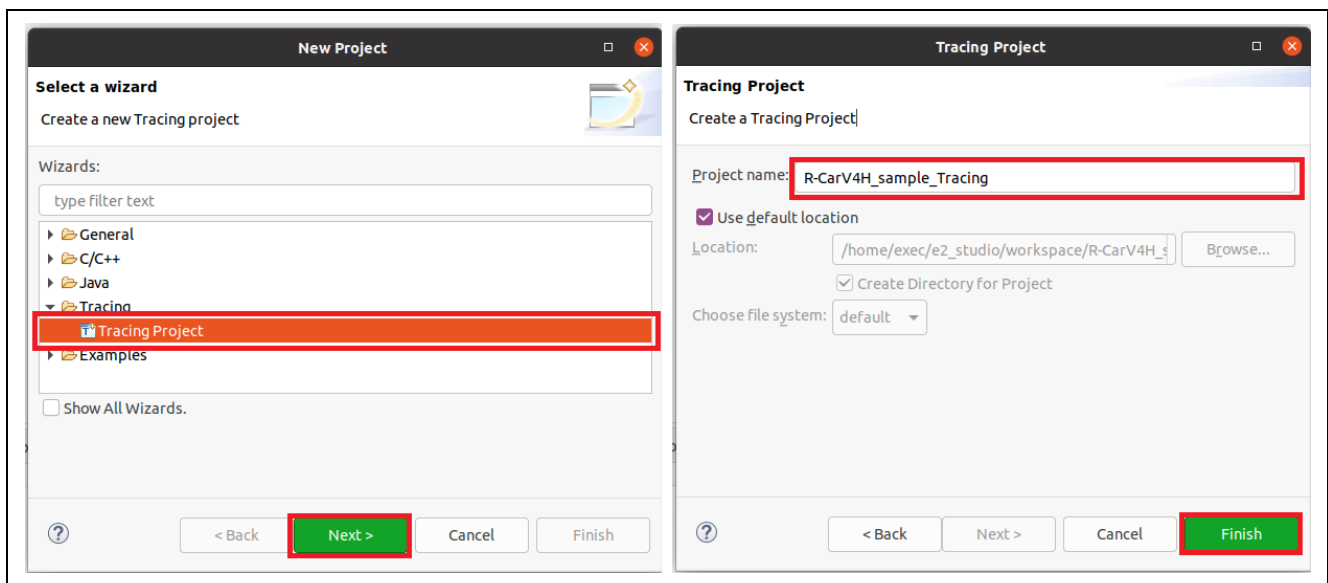 New Project
Select a wizard
Create a new Tracing project
Wizards:
type filter text
General
C/C++
Java
Tracing
Tracing Project
Examples
Show All Wizards.
< Back
Next >
Cancel
Finish
Tracing Project
Tracing Project
Create a Tracing Project
Project name:
R-CarV4H_sample_Tracing
Use default location
Location:
/home/exec/e2_studio/workspace/R-CarV4H_s
Browse...
Create Directory for Project
Choose file system:
default
< Back
Next >
Cancel
Finish